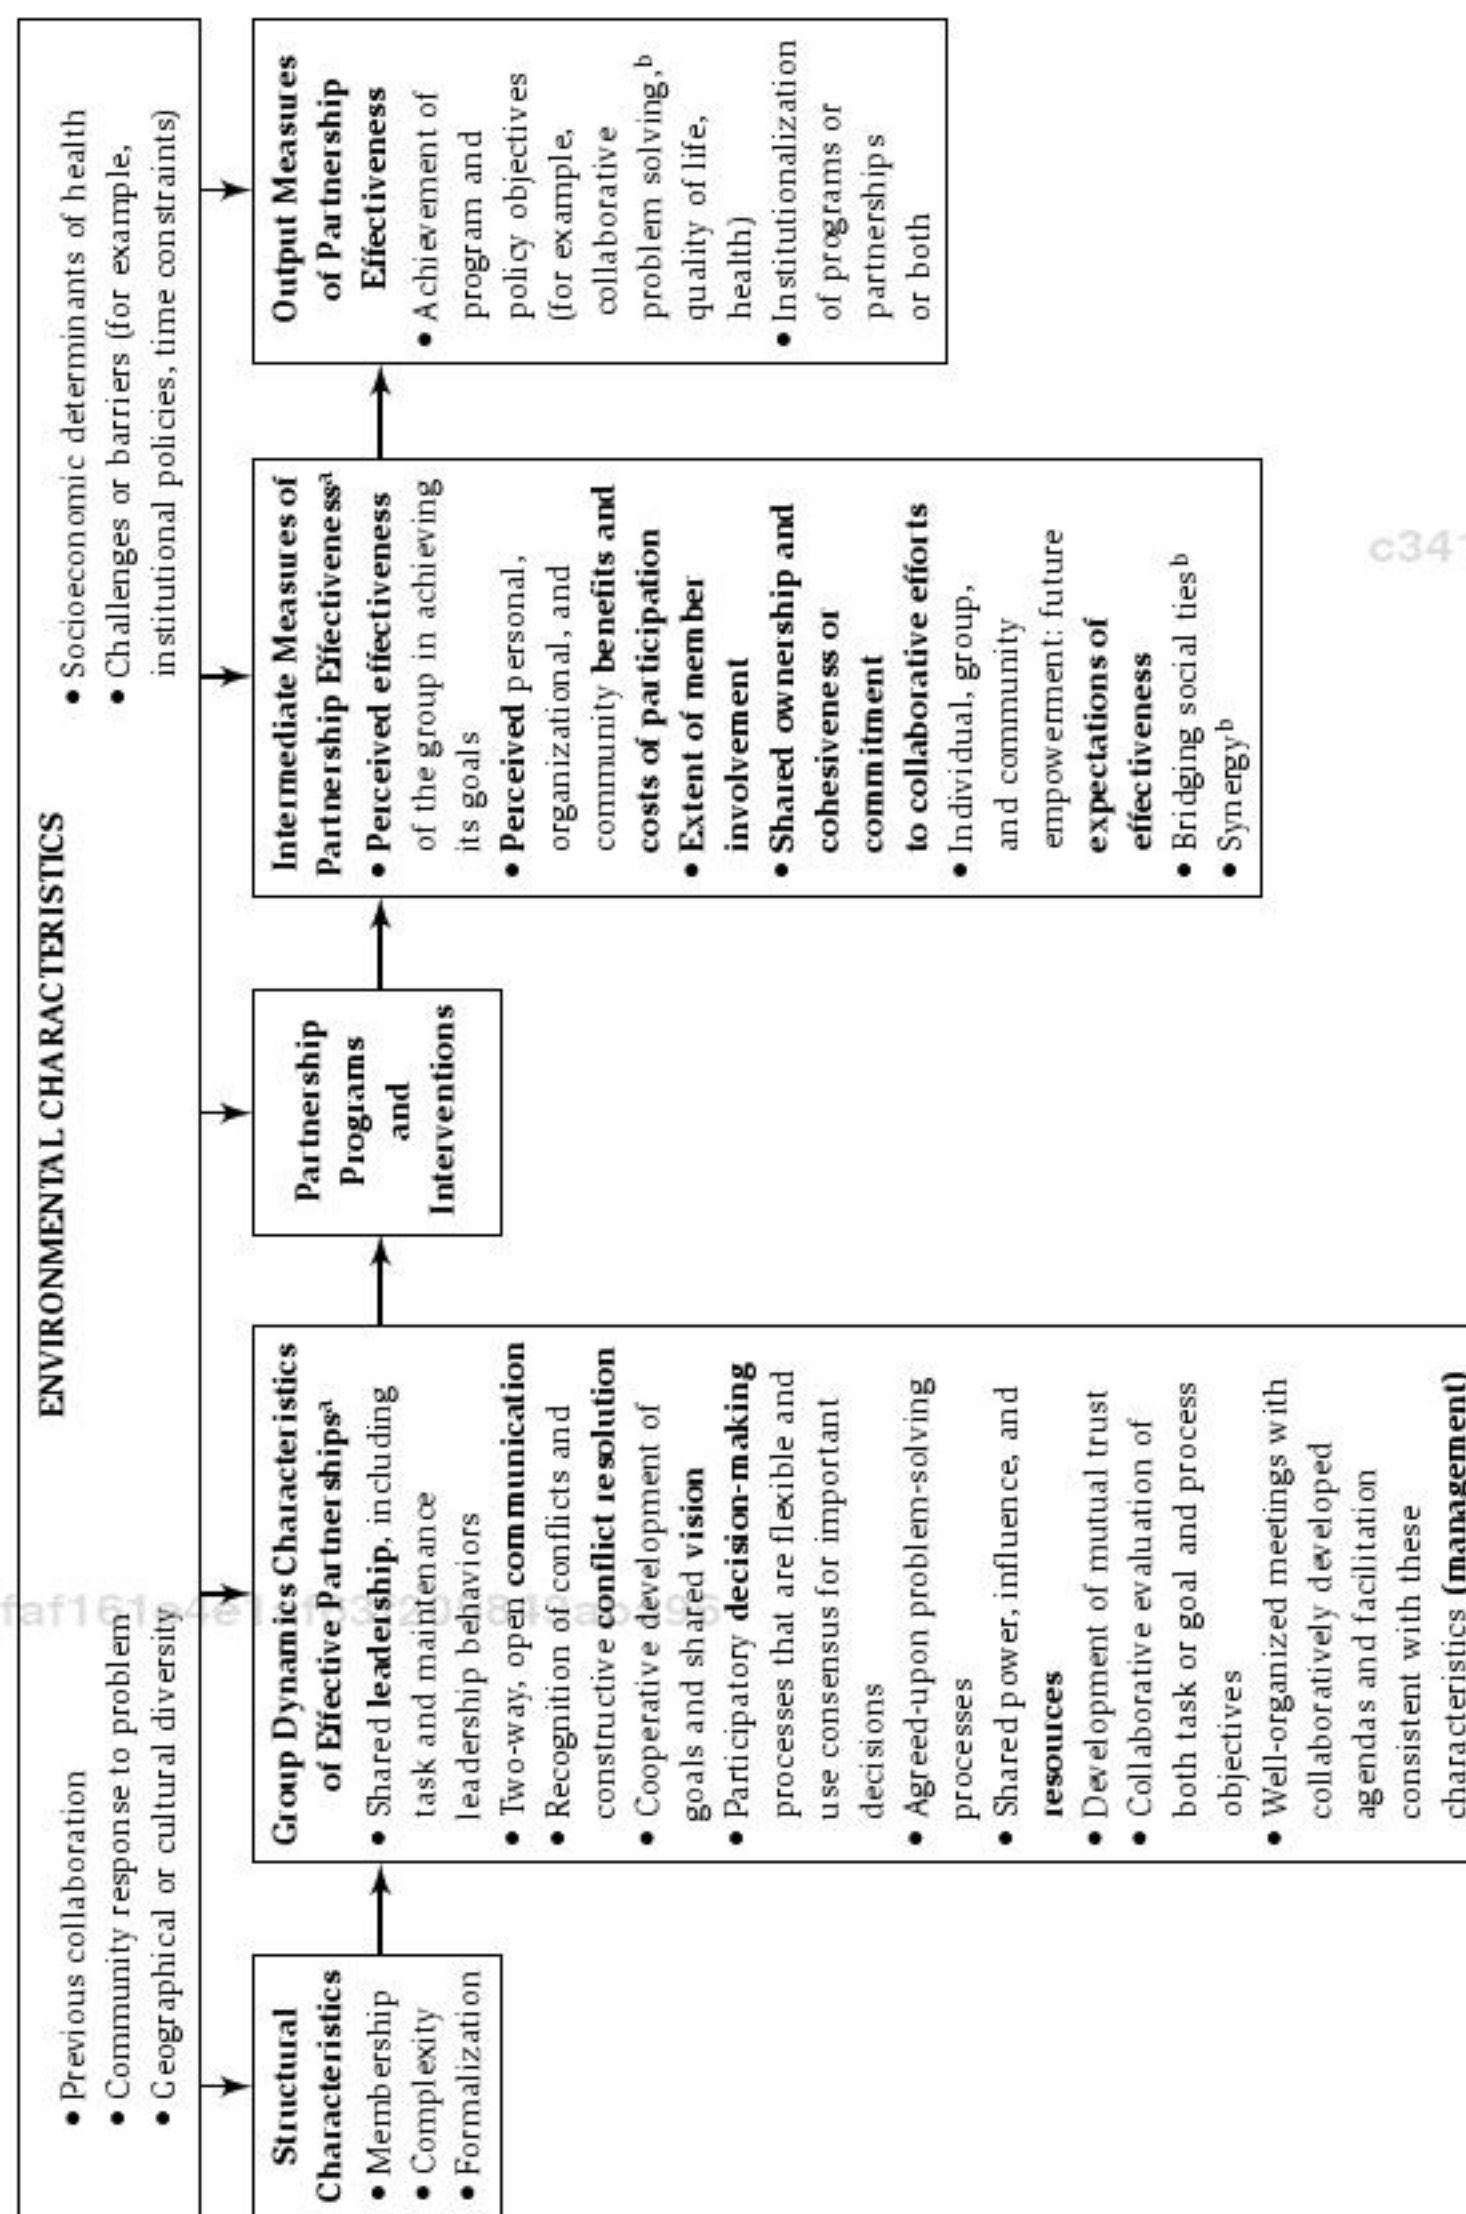 ENVIRONMENTAL CHARACTERISTICS
• Previous collaboration
• Community response to problem
• Geographical or cultural diversity
• Socioeconomic determinants of health
• Challenges or barriers (for example,
institutional policies, time constraints)
Structural
Characteristics
• Membership
• Complexity
• Formalization
Group Dynamics Characteristics
of Effective Partnershipsa
• Shared leadership, including
task and maintenance
leadership behaviors
• Two-way, open communication
• Recognition of conflicts and
constructive conflict resolution
• Cooperative development of
goals and shared vision
• Participatory decision-making
processes that are flexible and
use consensus for important
decisions
• Agreed-upon problem-solving
processes
• Shared power, influence, and
resources
• Development of mutual trust
• Collaborative evaluation of
both task or goal and process
objectives
• Well-organized meetings with
collaboratively developed
agendas and facilitation
consistent with these
characteristics (management)
Partnership
Programs
and
Interventions
Intermediate Measures of
Partnership Effectivenessa
• Perceived effectiveness
of the group in achieving
its goals
• Perceived personal,
organizational, and
community benefits and
costs of participation
• Extent of member
involvement
• Shared ownership and
cohesiveness or
commitment
to collaborative efforts
• Individual, group,
and community
empowerment: future
expectations of
effectiveness
• Bridging social tiesb
• Synergyb
Output Measures
of Partnership
Effectiveness
• Achievement of
program and
policy objectives
(for example,
collaborative
problem solving,b
quality of life,
health)
• Institutionalization
of programs or
partnerships
or both
c341